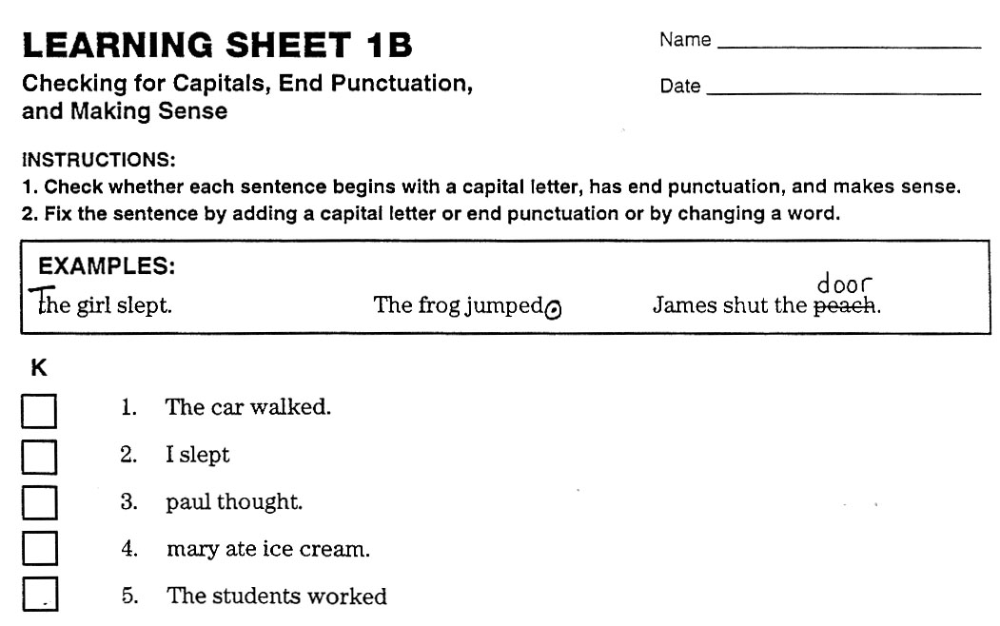 LEARNING SHEET 1B
Name
Checking for Capitals, End Punctuation,
and Making Sense
Date
INSTRUCTIONS:
1. Check whether each sentence begins with a capital letter, has end punctuation, and makes sense.
2. Fix the sentence by adding a capital letter or end punctuation or by changing a word.
EXAMPLES:
door
The girl slept. The frog jumped. James shut the peach.
K
1. The car walked.
2. I slept
3. paul thought.
4. mary ate ice cream.
5. The students worked